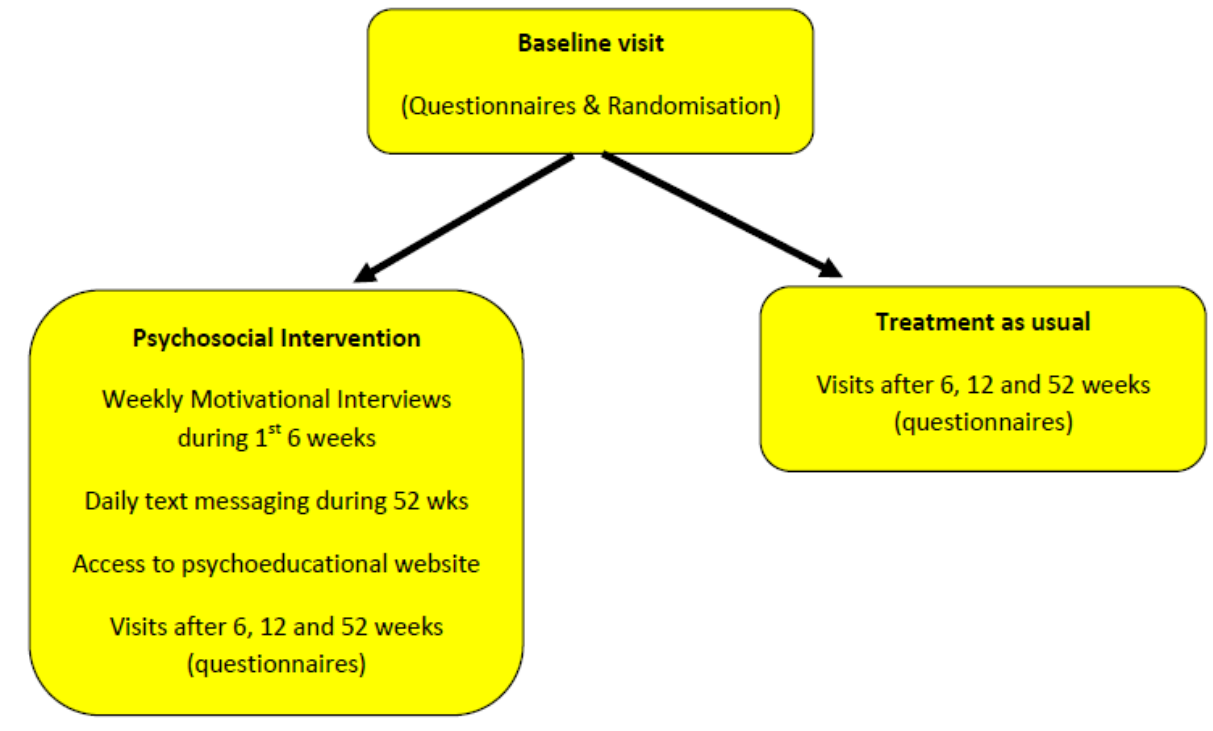 Baseline visit
(Questionnaires & Randomisation)
Psychosocial Intervention
Weekly Motivational Interviews
during 1st 6 weeks
Daily text messaging during 52 wks
Access to psychoeducational website
Visits after 6, 12 and 52 weeks
(questionnaires)
Treatment as usual
Visits after 6, 12 and 52 weeks
(questionnaires)